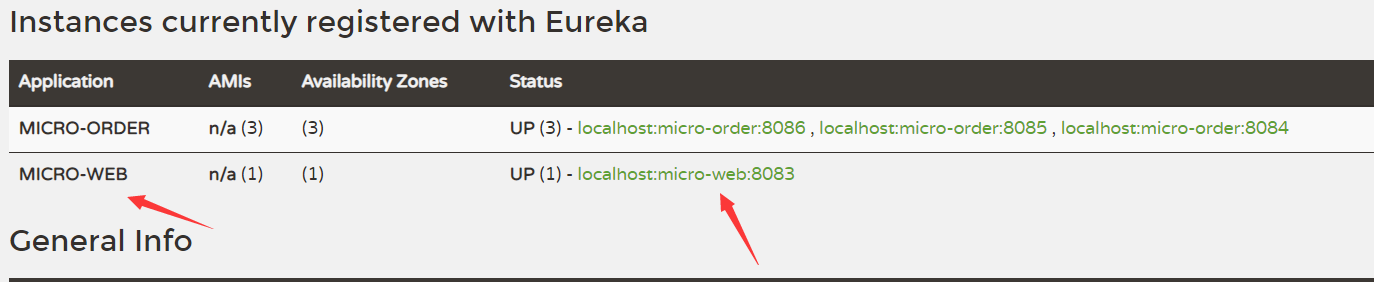 Instances currently registered with Eureka
Application AMIs Availability Zones Status
MICRO-ORDER n/a (3) (3) UP (3) - localhost:micro-order:8086 , localhost:micro-order:8085 , localhost:micro-order:8084
MICRO-WEB n/a (1) (1) UP (1) - localhost:micro-web:8083
General Info